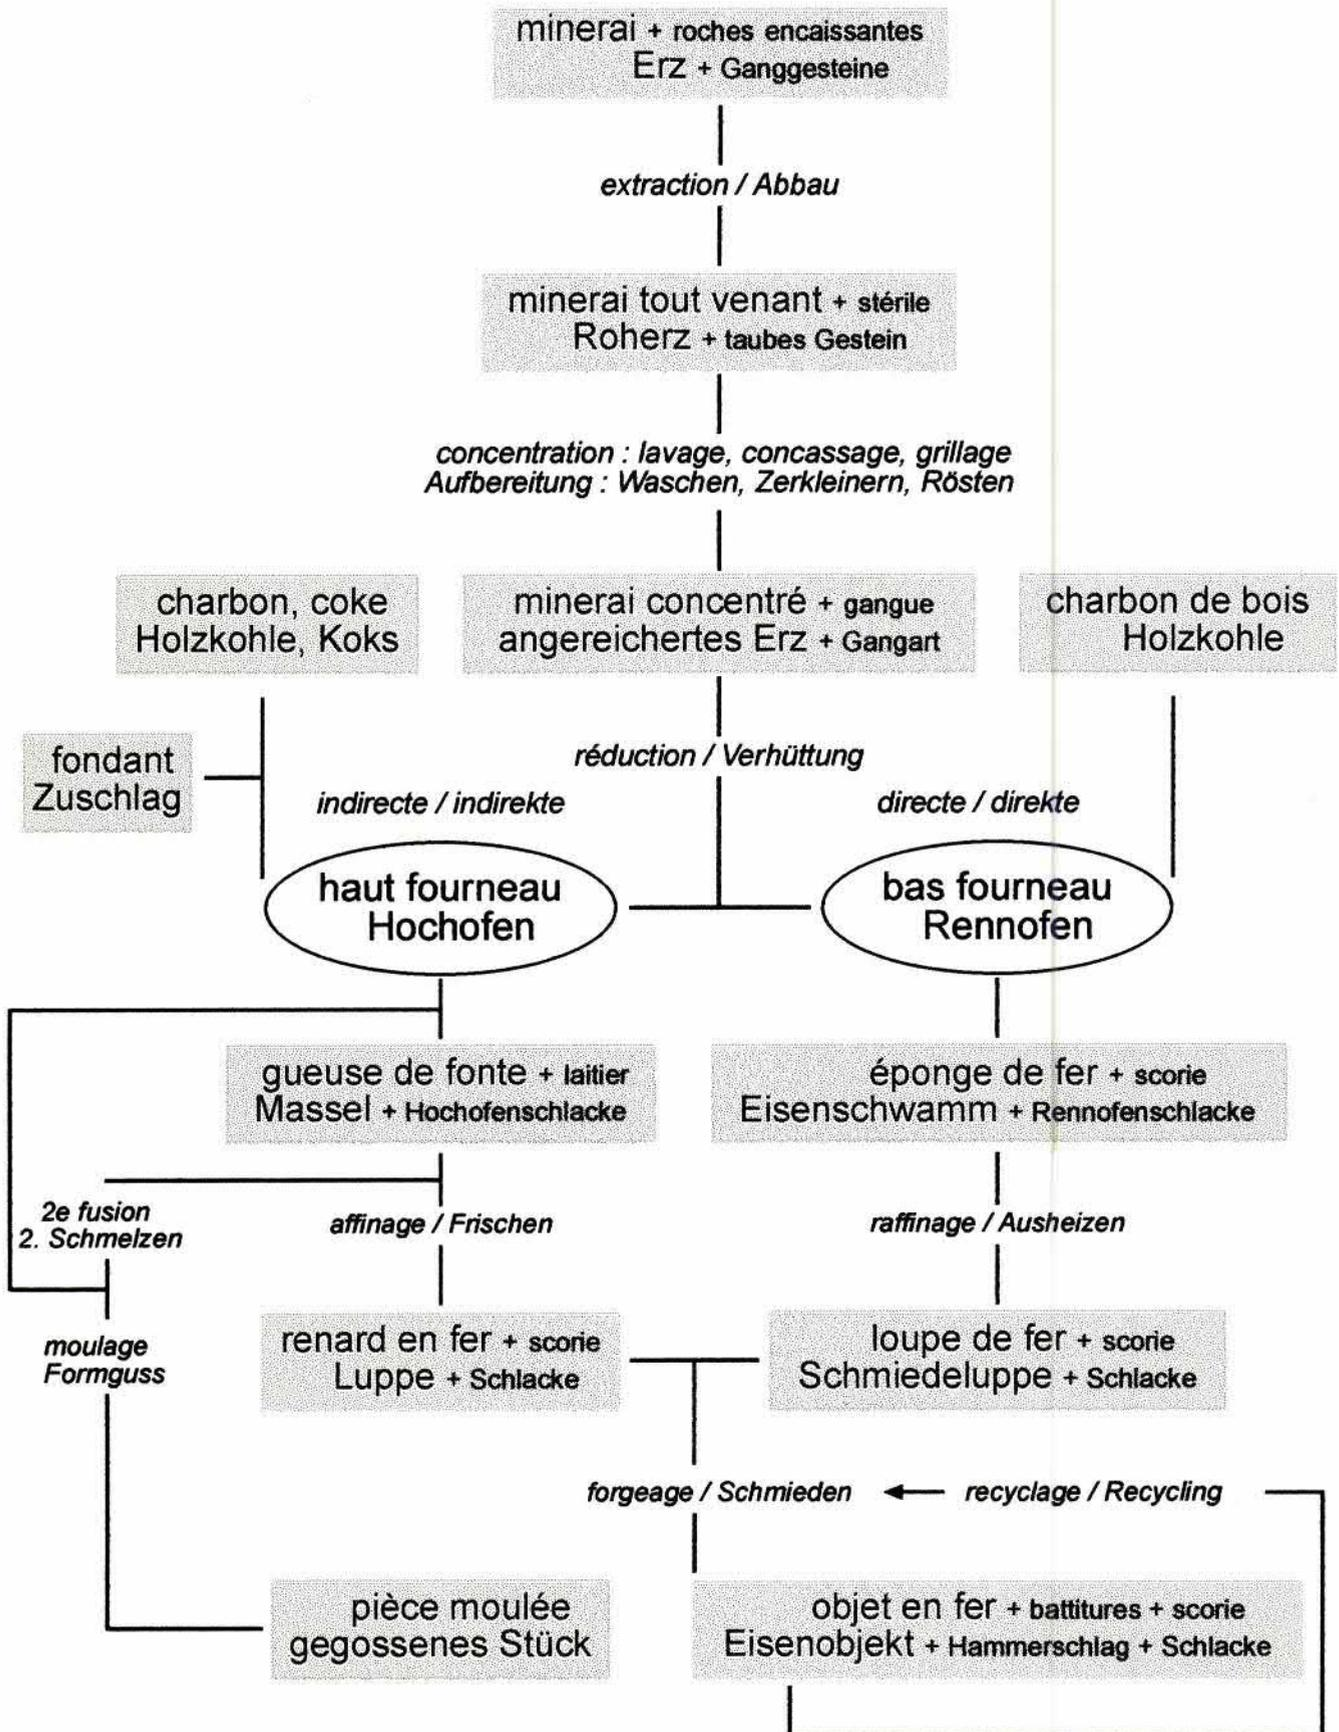 minerai + roches encaissantes
Erz + Ganggesteine
extraction / Abbau
minerai tout venant + stérile
Roherz + taubes Gestein
concentration : lavage, concassage, grillage
Aufbereitung : Waschen, Zerkleinern, Rösten
charbon, coke
Holzkohle, Koks
minerai concentré + gangue
angereichertes Erz + Gangart
charbon de bois
Holzkohle
fondant
Zuschlag
réduction / Verhüttung
indirecte / indirekte
directe / direkte
haut fourneau
Hochofen
bas fourneau
Rennofen
gueuse de fonte + laitier
Massel + Hochofenschlacke
éponge de fer + scorie
Eisenschwamm + Rennofenschlacke
2e fusion
2. Schmelzen
affinage / Frischen
raffinage / Ausheizen
moulage
Formguss
renard en fer + scorie
Luppe + Schlacke
loupe de fer + scorie
Schmiedeluppe + Schlacke
forgeage / Schmieden
recyclage / Recycling
pièce moulée
gegossenes Stück
objet en fer + battitures + scorie
Eisenobjekt + Hammerschlag + Schlacke